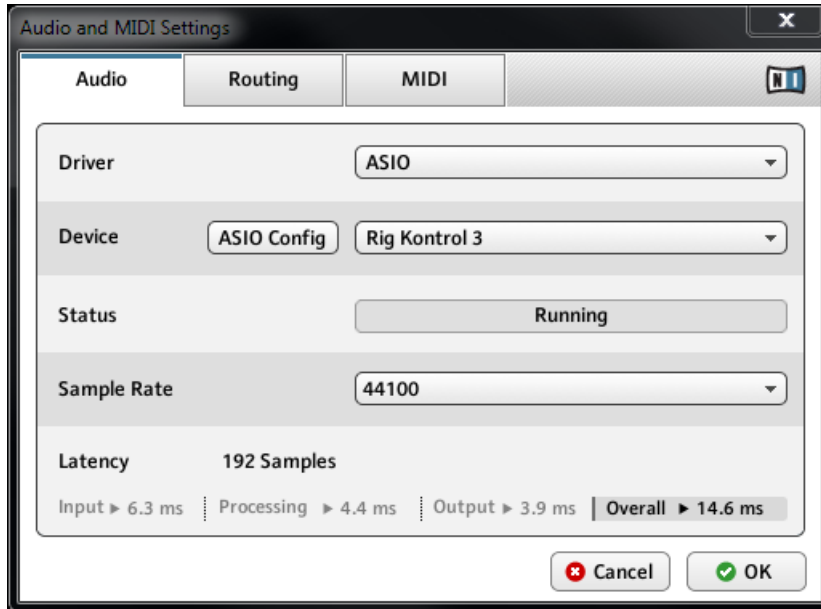 Audio and MIDI Settings
x
Audio Routing MIDI NI
Driver ASIO
Device ASIO Config Rig Kontrol 3
Status Running
Sample Rate 44100
Latency 192 Samples
Input ▸ 6.3 ms Processing ▸ 4.4 ms Output ▸ 3.9 ms Overall ▸ 14.6 ms
Cancel OK